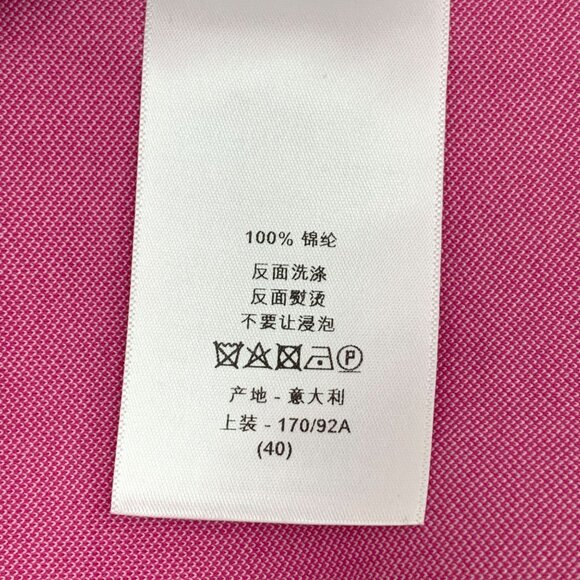 100% 锦纶
反面洗涤
反面熨烫
不要让浸泡
产地 - 意大利
上装 - 170/92A
(40)